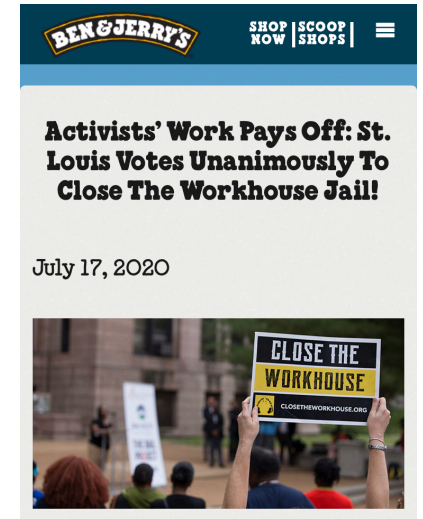 BEN & JERRY'S
SHOP NOW
SCOOP SHOPS
Activists' Work Pays Off: St.
Louis Votes Unanimously To
Close The Workhouse Jail!
July 17, 2020
CLOSE THE
WORKHOUSE
CLOSETHEWORKHOUSE.ORG